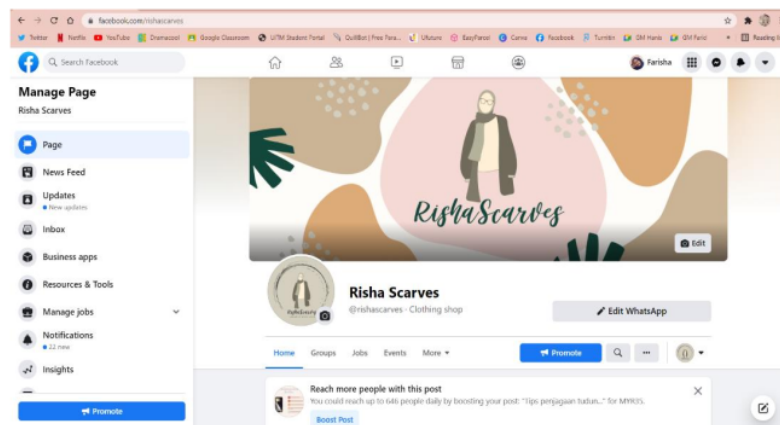 facebook.com/rishascarves
Twitter Netflix YouTube Dramacool Google Classroom UiTM Student Portal QuillBot | Free Para... Ufuture EasyParcel Canva Facebook Turnitin GM Haris GM Farid Reading lis
Search Facebook
Farisha
Manage Page
Risha Scarves
Page
News Feed
Updates
New updates
Inbox
Business apps
Resources & Tools
Manage jobs
Notifications
22 new
Insights
Promote
RishaScarves
Edit
Risha Scarves
@rishascarves · Clothing shop
Edit WhatsApp
Home Groups Jobs Events More
Promote
Reach more people with this post
You could reach up to 646 people daily by boosting your post: "Tips penjagaan tudun..." for MYR35.
Boost Post